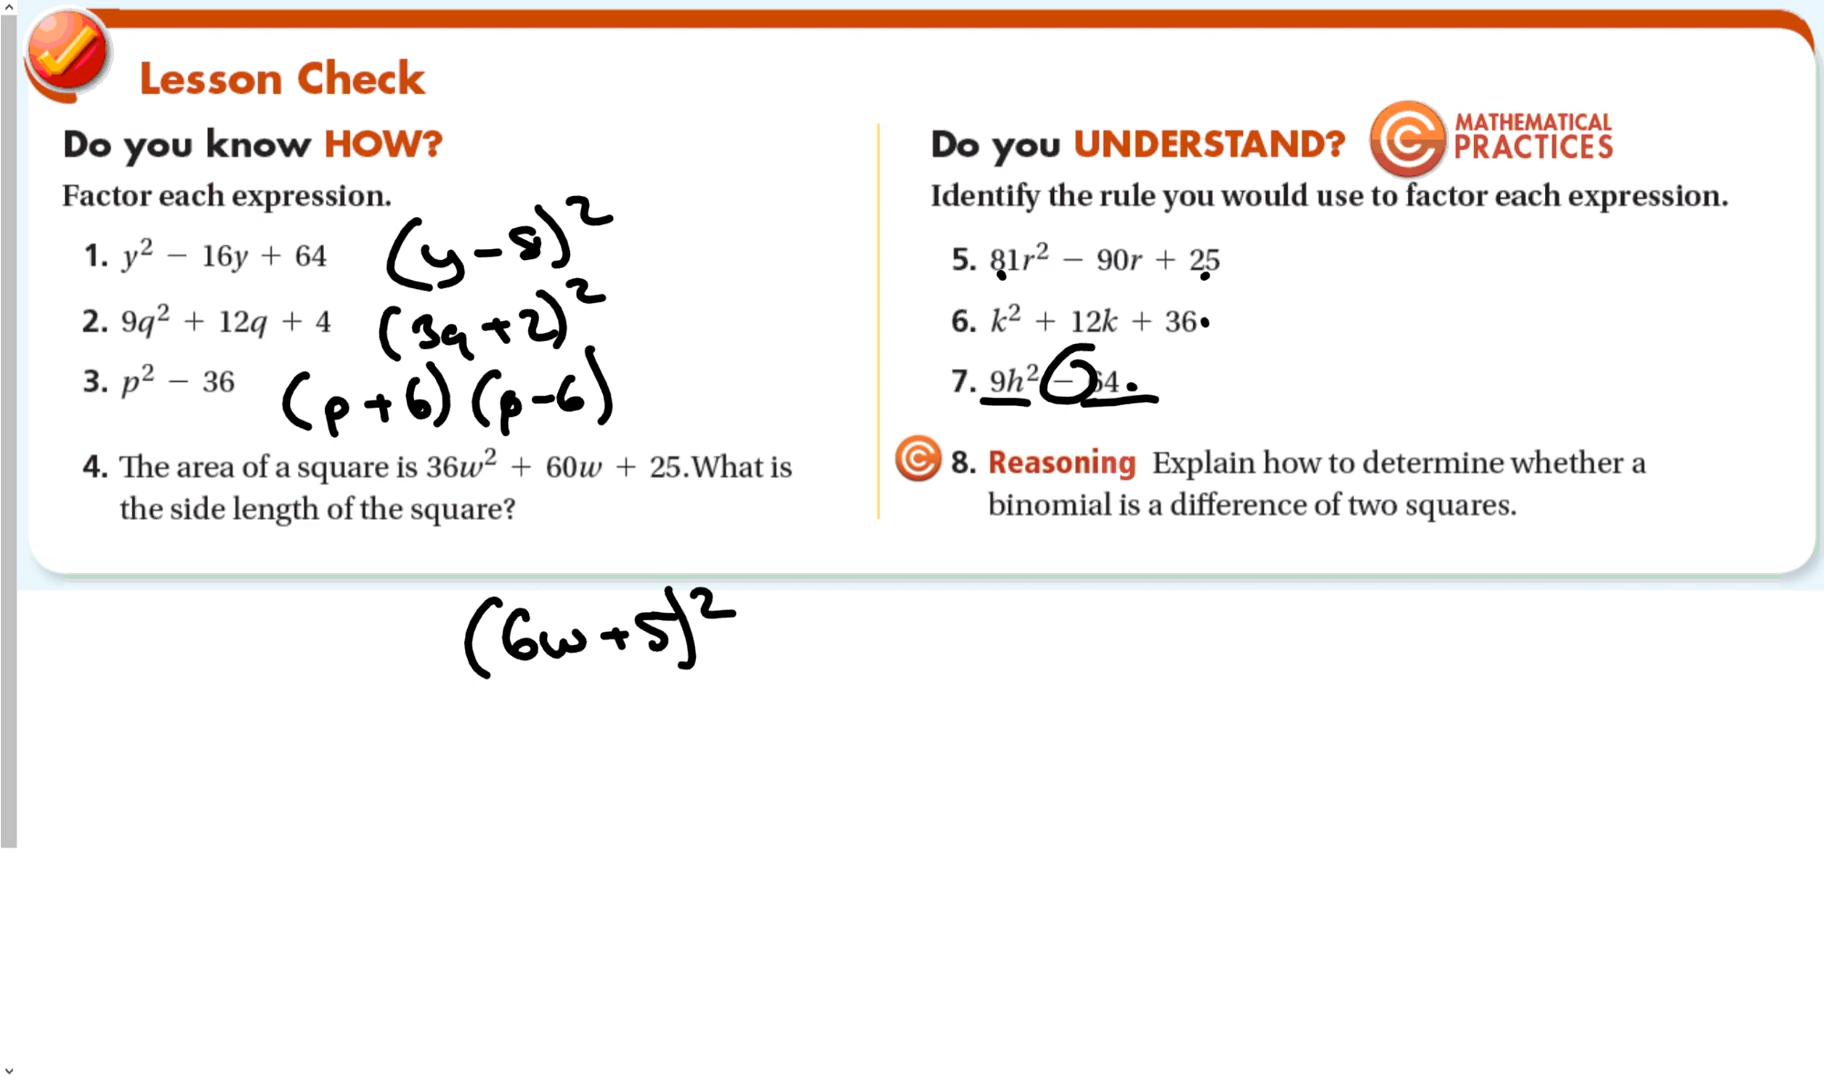 Lesson Check
Do you know HOW?
Factor each expression.
1. y² − 16y + 64 (y-8)²
2. 9q² + 12q + 4 (3q+2)²
3. p² − 36 (p+6)(p-6)
4. The area of a square is 36w² + 60w + 25.What is
the side length of the square?
(6w+5)²
Do you UNDERSTAND?
MATHEMATICAL
PRACTICES
Identify the rule you would use to factor each expression.
5. 81r² − 90r + 25
6. k² + 12k + 36
7. 9h² − 64
8. Reasoning Explain how to determine whether a
binomial is a difference of two squares.